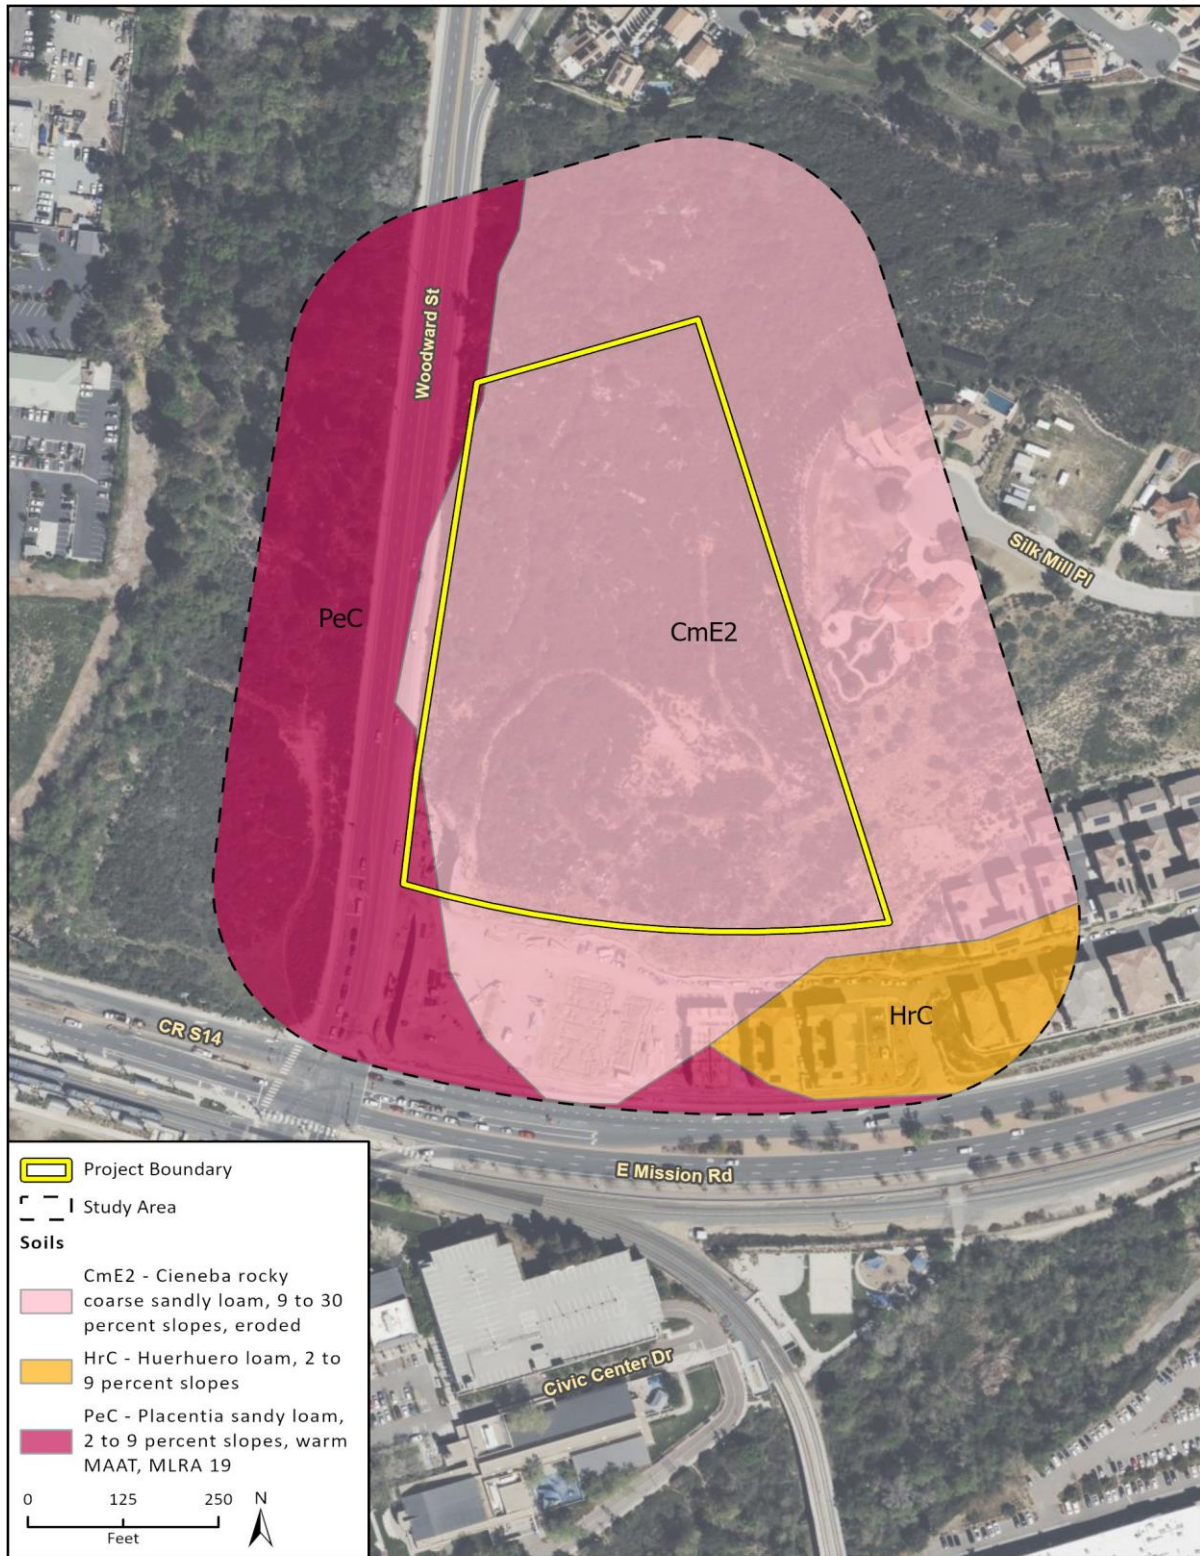 Woodward St
Silk Mill Pl
PeC
CmE2
HrC
CR S14
E Mission Rd
Civic Center Dr
Project Boundary
Study Area
Soils
CmE2 - Cieneba rocky
coarse sandly loam, 9 to 30
percent slopes, eroded
HrC - Huerhuero loam, 2 to
9 percent slopes
PeC - Placentia sandy loam,
2 to 9 percent slopes, warm
MAAT, MLRA 19
0 125 250
Feet
N